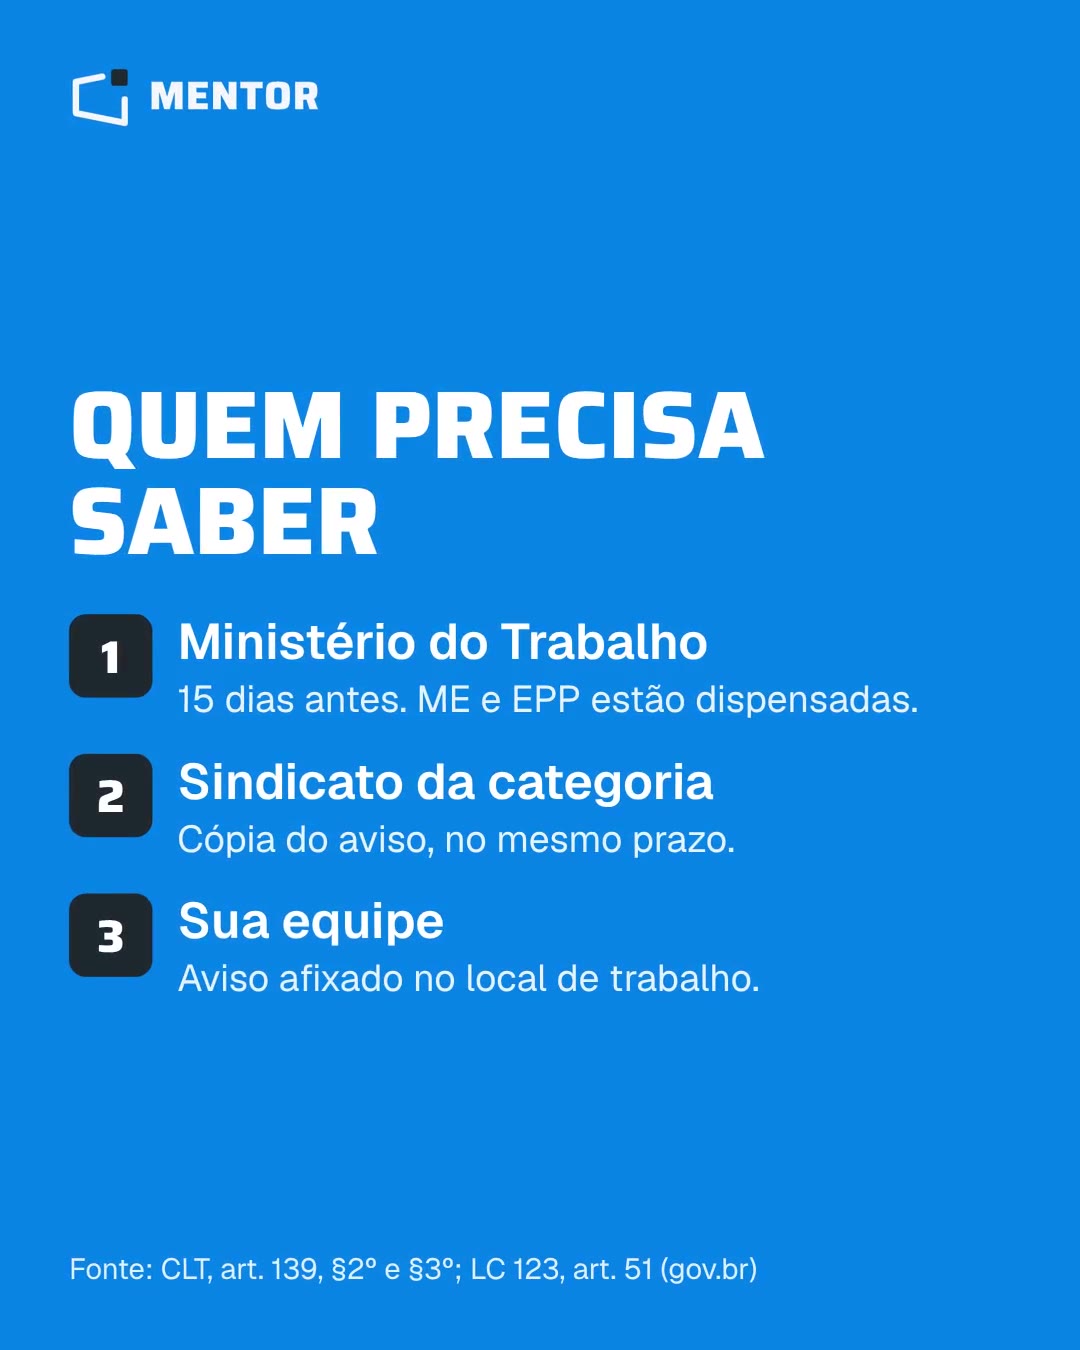 MENTOR
QUEM PRECISA
SABER
1
Ministério do Trabalho
15 dias antes. ME e EPP estão dispensadas.
2
Sindicato da categoria
Cópia do aviso, no mesmo prazo.
3
Sua equipe
Aviso afixado no local de trabalho.
Fonte: CLT, art. 139, §2º e §3º; LC 123, art. 51 (gov.br)